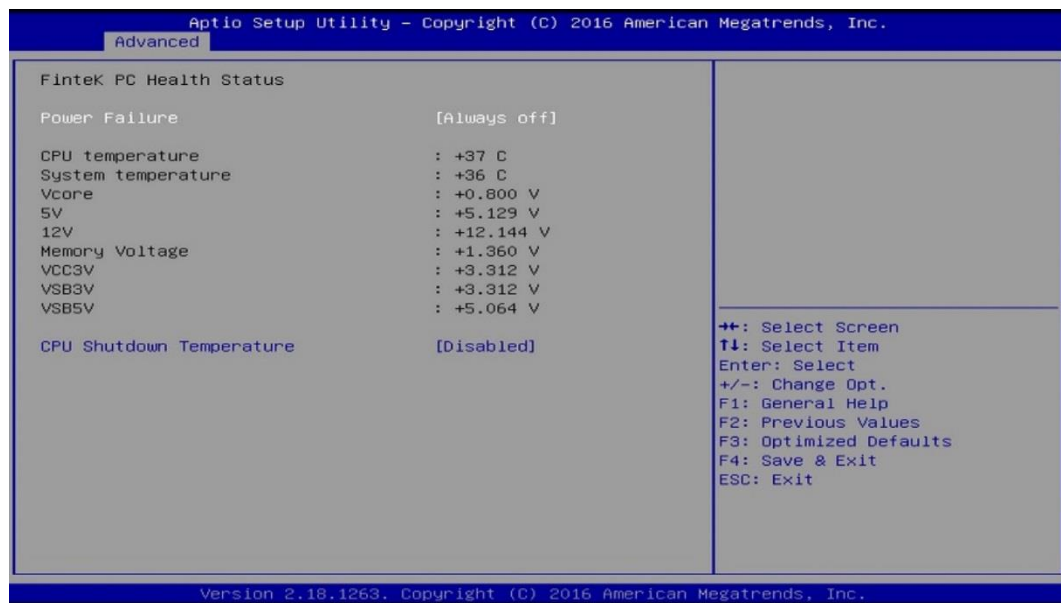 Aptio Setup Utility – Copyright (C) 2016 American Megatrends, Inc.
Advanced
Fintek PC Health Status
Power Failure [Always off]
CPU temperature : +37 C
System temperature : +36 C
Vcore : +0.800 V
5V : +5.129 V
12V : +12.144 V
Memory Voltage : +1.360 V
VCC3V : +3.312 V
VSB3V : +3.312 V
VSB5V : +5.064 V
CPU Shutdown Temperature [Disabled]
→←: Select Screen
↑↓: Select Item
Enter: Select
+/-: Change Opt.
F1: General Help
F2: Previous Values
F3: Optimized Defaults
F4: Save & Exit
ESC: Exit
Version 2.18.1263. Copyright (C) 2016 American Megatrends, Inc.